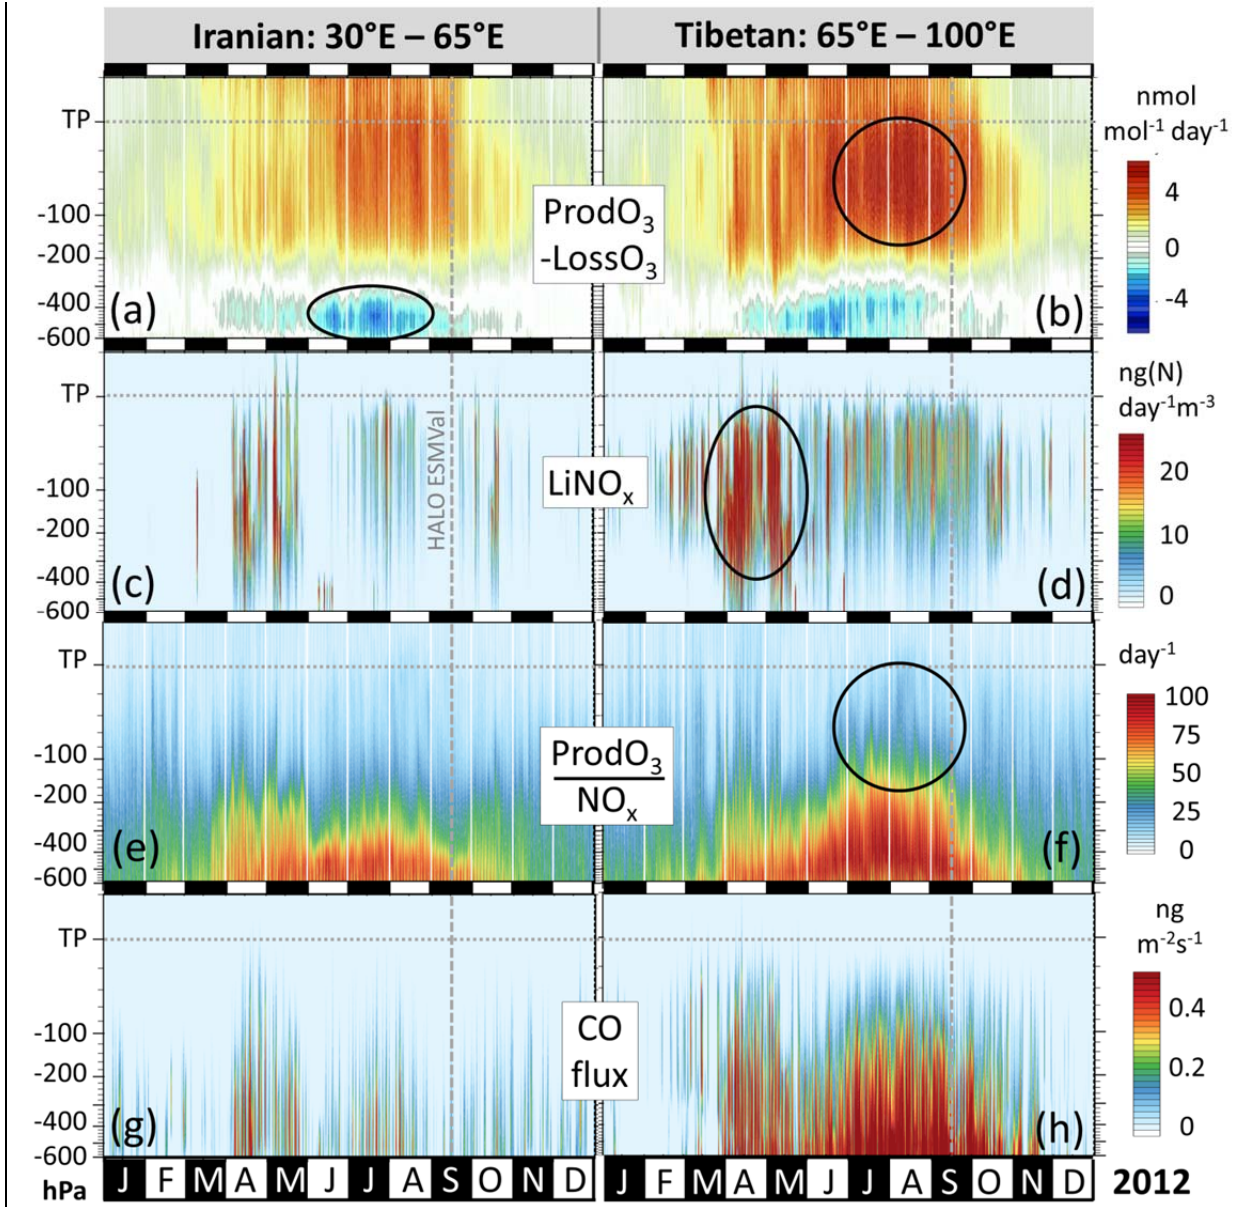 Iranian: 30°E – 65°E
Tibetan: 65°E – 100°E
TP
-100
-200
-400
-600
(a)
ProdO₃
-LossO₃
(b)
nmol
mol⁻¹ day⁻¹
4
0
-4
TP
-100
-200
-400
-600
(c)
HALO ESMVal
LiNOₓ
(d)
ng(N)
day⁻¹m⁻³
20
10
0
TP
-100
-200
-400
-600
(e)
ProdO₃
NOₓ
(f)
day⁻¹
100
75
50
25
0
TP
-100
-200
-400
-600
(g)
CO
flux
(h)
ng
m⁻²s⁻¹
0.4
0.2
0
hPa
J F M A M J J A S O N D
J F M A M J J A S O N D
2012